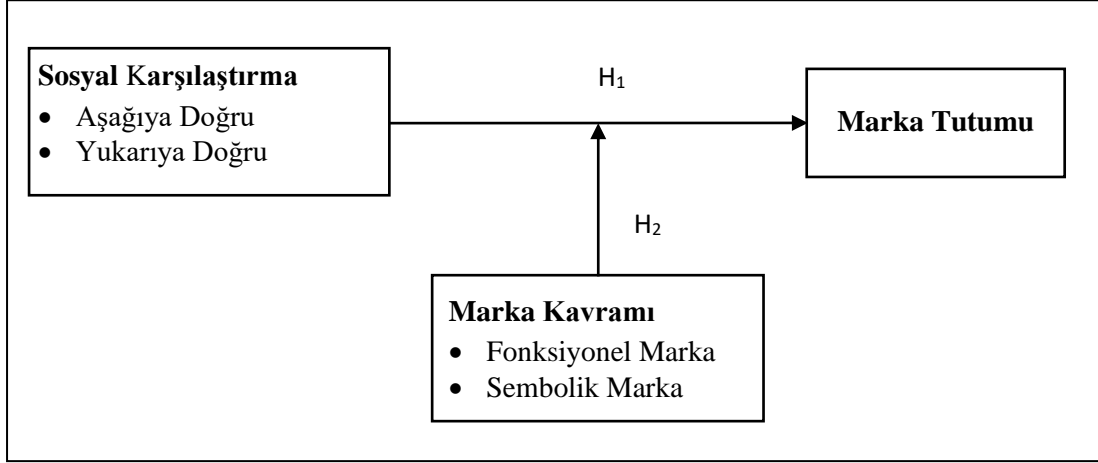 Sosyal Karşılaştırma
• Aşağıya Doğru
• Yukarıya Doğru
H₁
Marka Tutumu
H₂
Marka Kavramı
• Fonksiyonel Marka
• Sembolik Marka